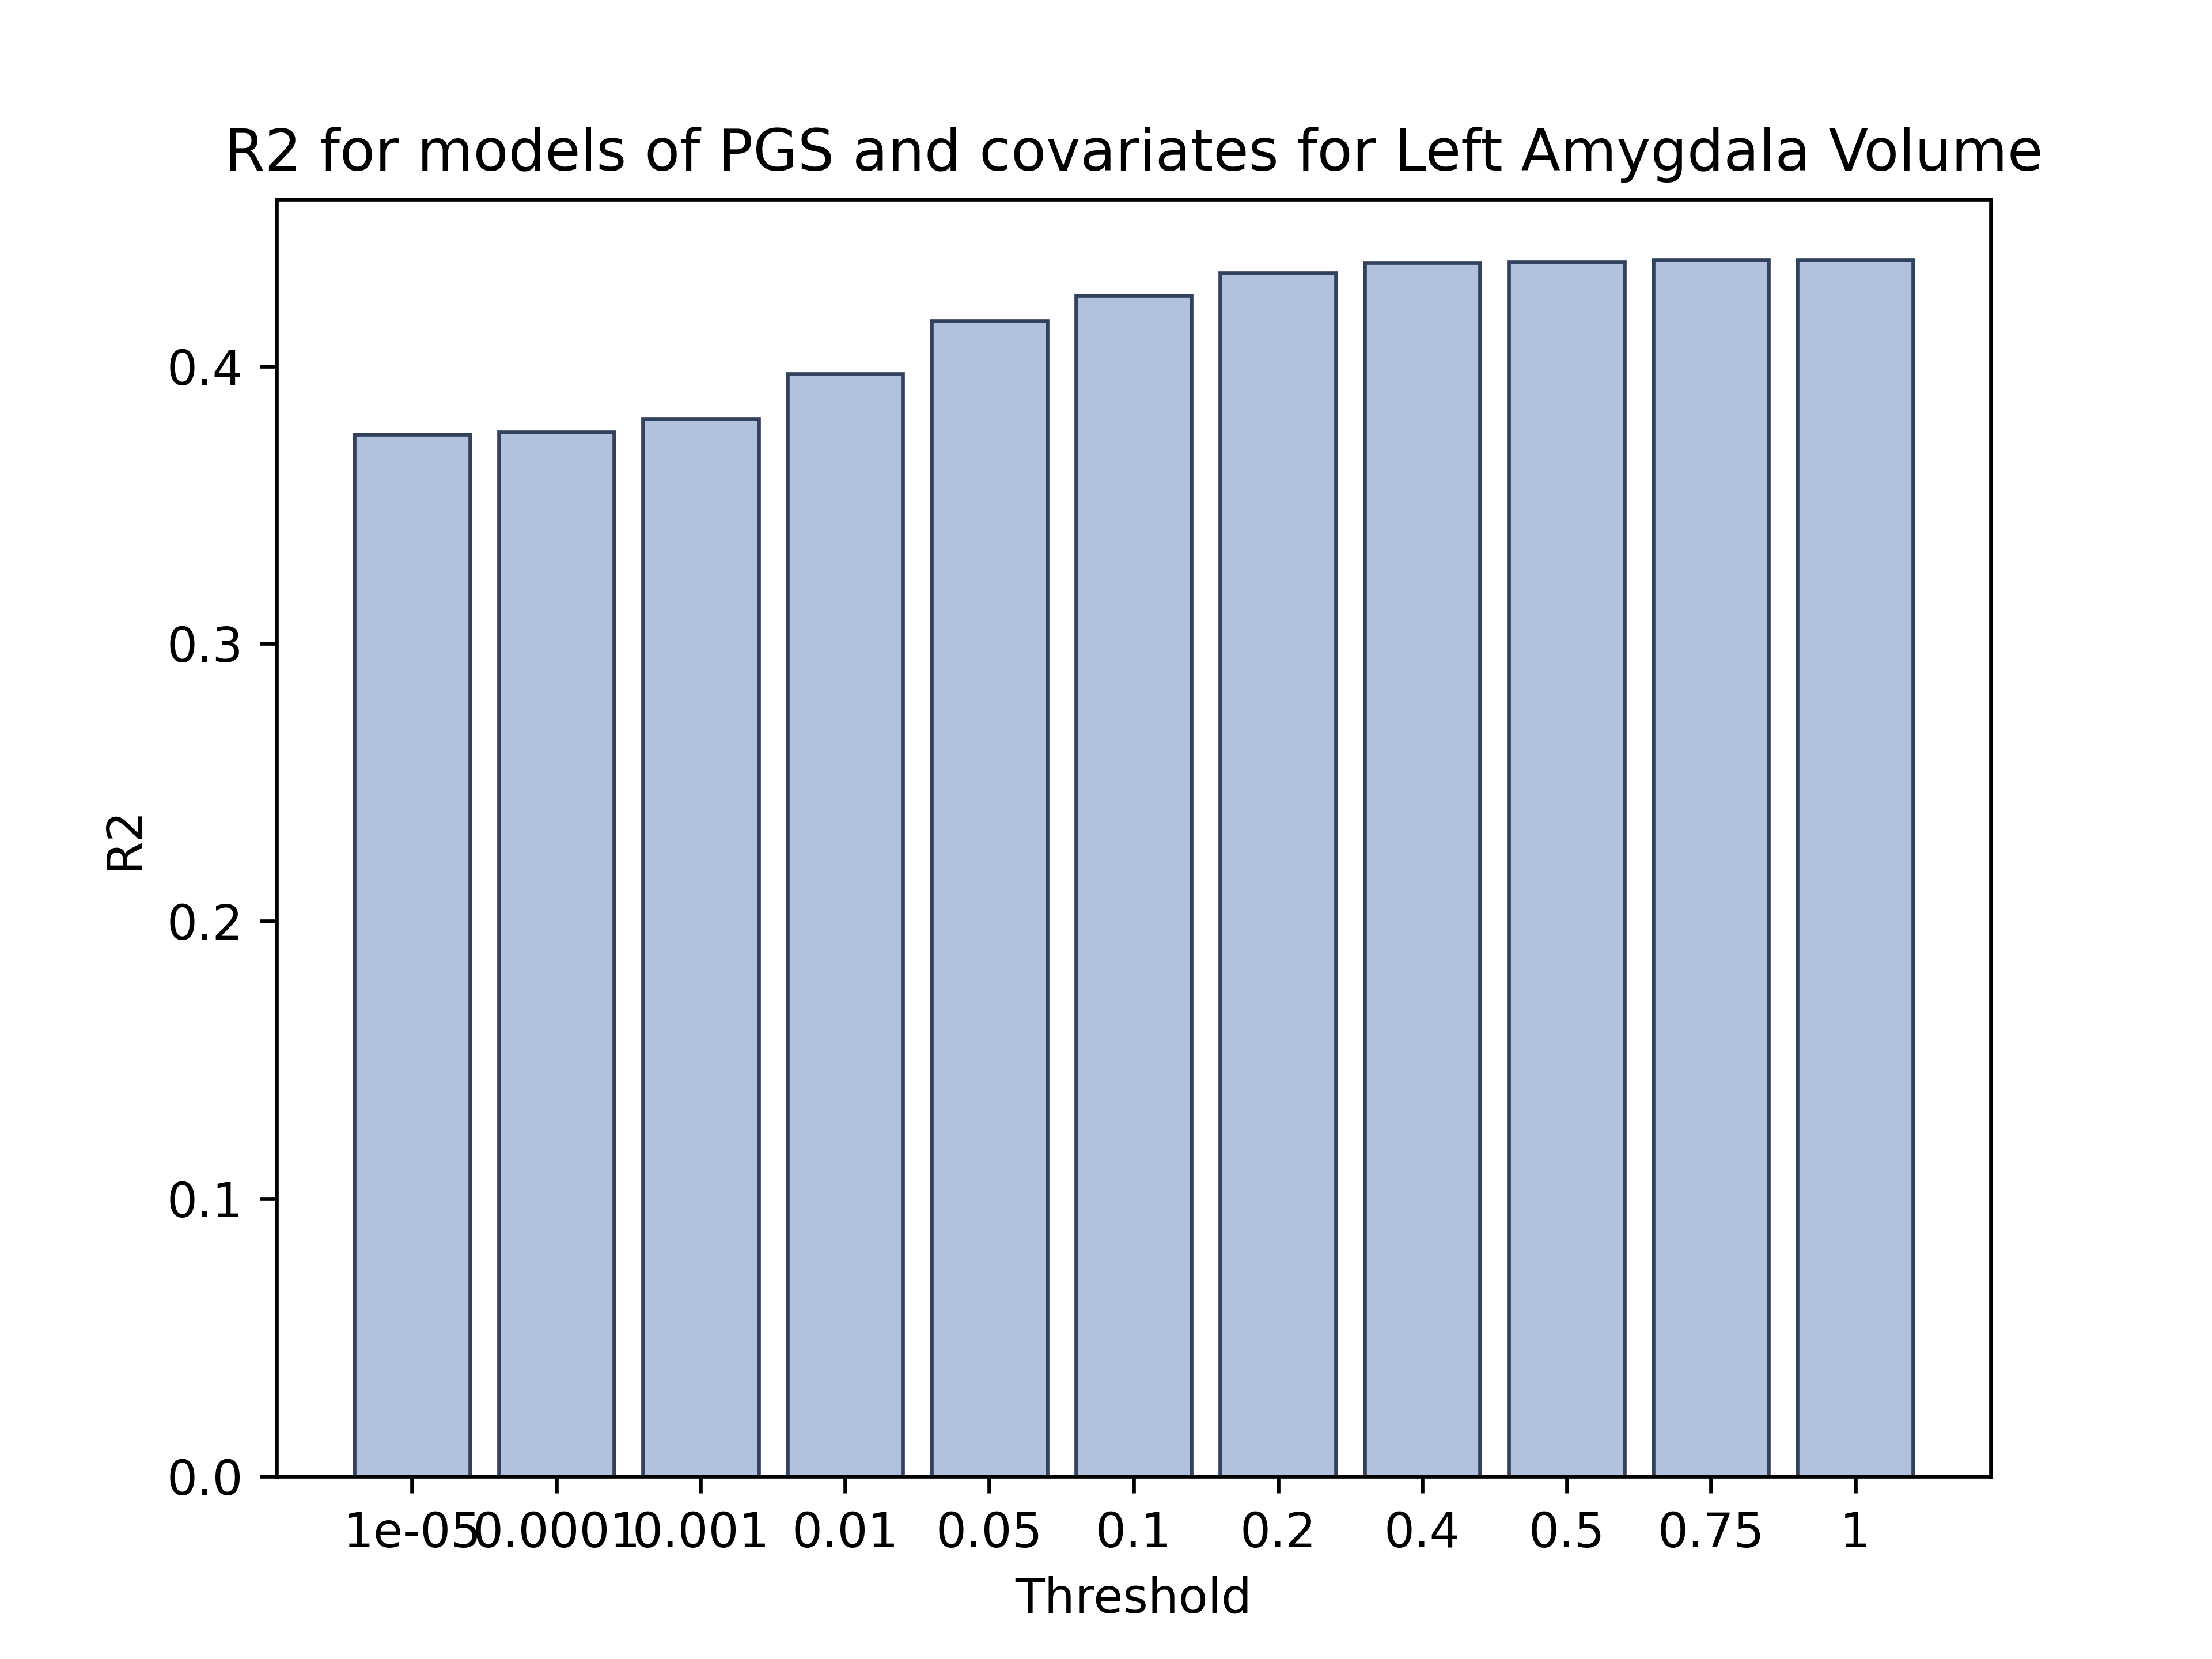 R2 for models of PGS and covariates for Left Amygdala Volume
0.4
0.3
0.2
0.1
0.0
R2
1e-05 0.0001 0.001 0.01 0.05 0.1 0.2 0.4 0.5 0.75 1
Threshold